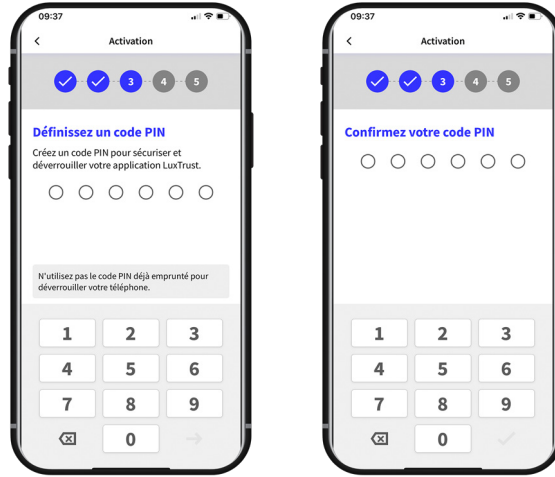 09:37
Activation
3 4 5
Définissez un code PIN
Créez un code PIN pour sécuriser et
déverrouiller votre application LuxTrust.
N'utilisez pas le code PIN déjà emprunté pour
déverrouiller votre téléphone.
1 2 3
4 5 6
7 8 9
0
09:37
Activation
3 4 5
Confirmez votre code PIN
1 2 3
4 5 6
7 8 9
0